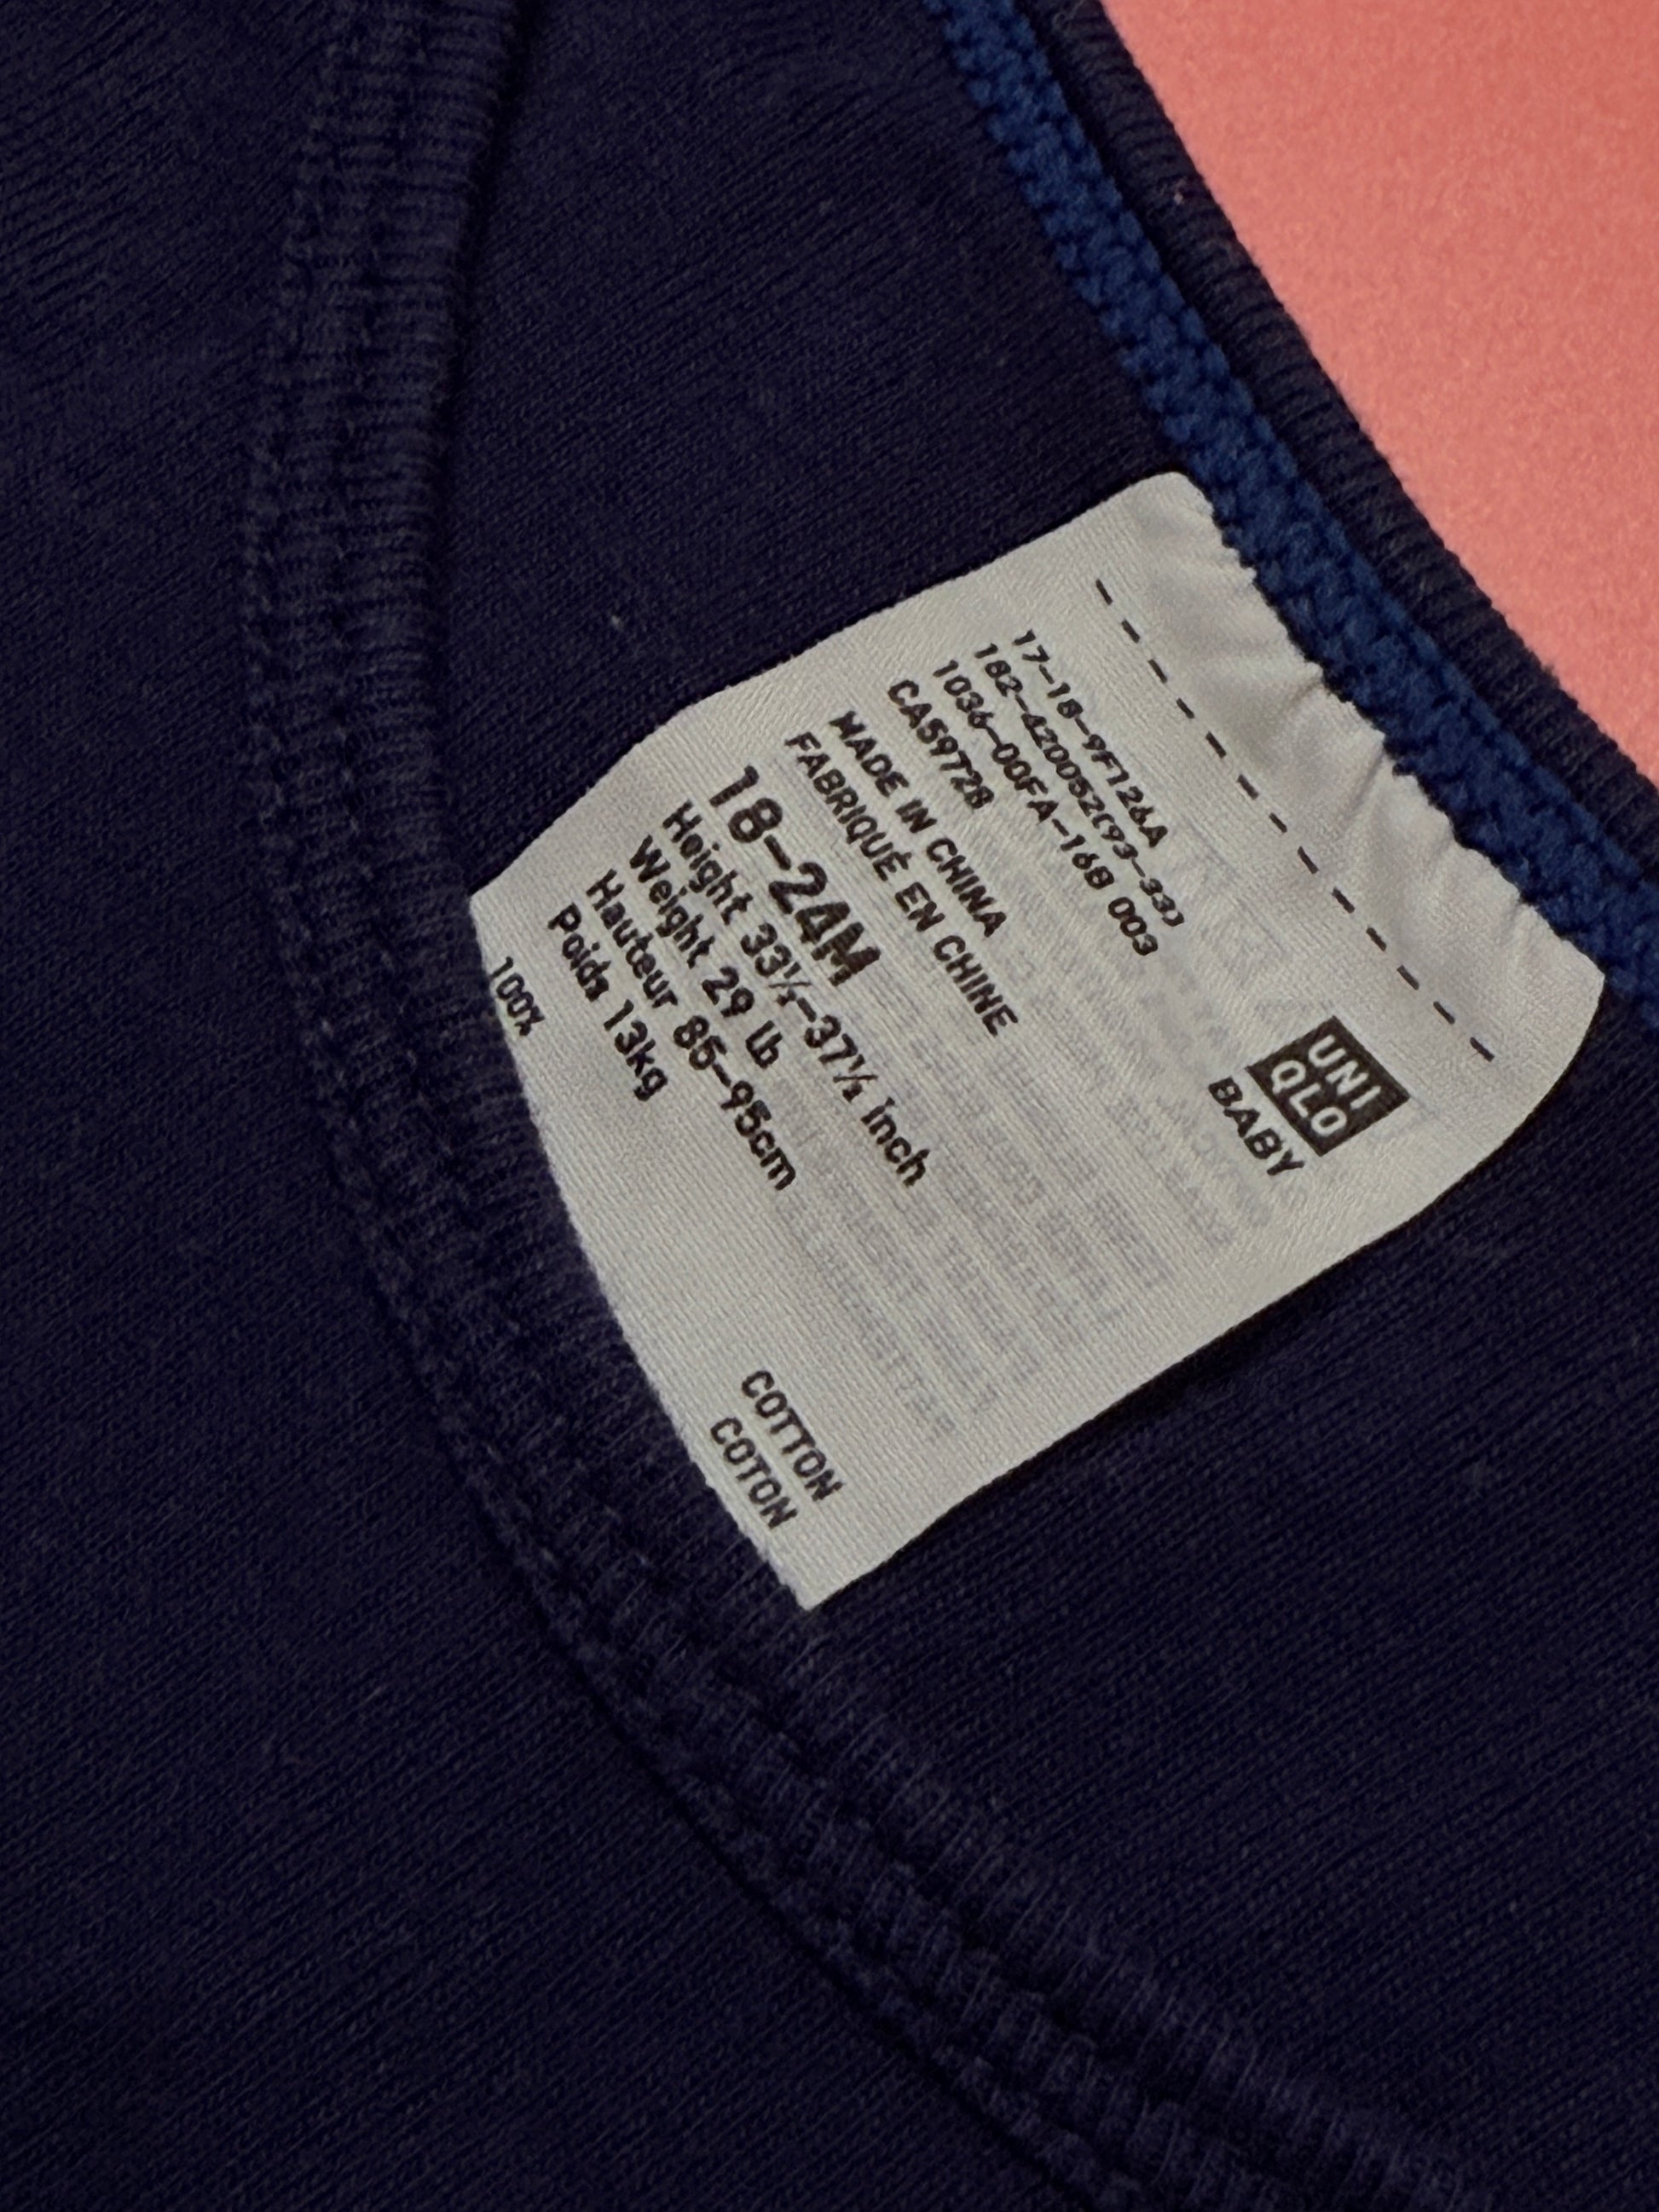 UNI
QLO
BABY
17-18-9F126A
182-420052(93-33)
1036-00FA-168 003
CA59728
MADE IN CHINA
FABRIQUÉ EN CHINE
18-24M
Height 33½-37½ inch
Weight 29 lb
Hauteur 85-95cm
Poids 13kg
100% COTTON
COTON